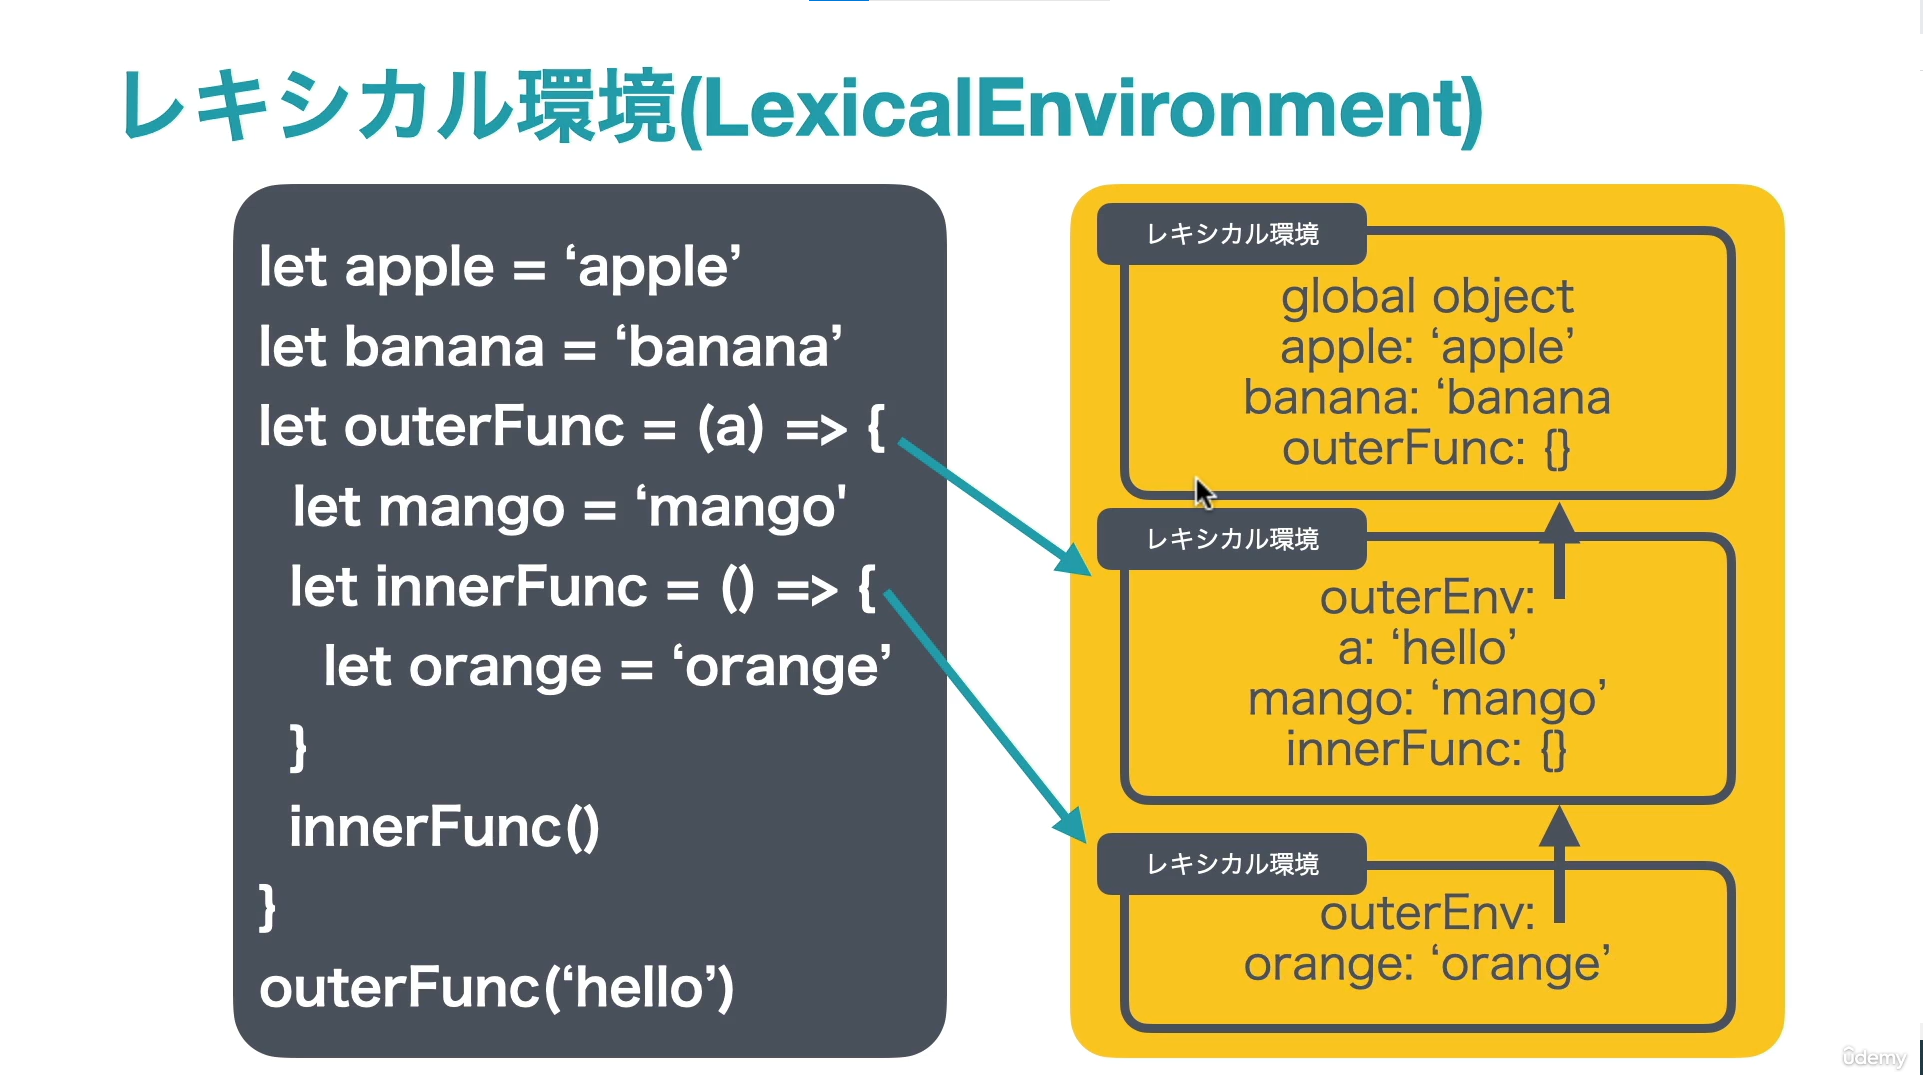 レキシカル環境(LexicalEnvironment)
let apple = ‘apple’
let banana = ‘banana’
let outerFunc = (a) => {
let mango = ‘mango'
let innerFunc = () => {
let orange = ‘orange’
}
innerFunc()
}
outerFunc(‘hello’)
レキシカル環境
global object
apple: ‘apple’
banana: ‘banana
outerFunc: {}
レキシカル環境
outerEnv:
a: ‘hello’
mango: ‘mango’
innerFunc: {}
レキシカル環境
outerEnv:
orange: ‘orange’
ûdemy